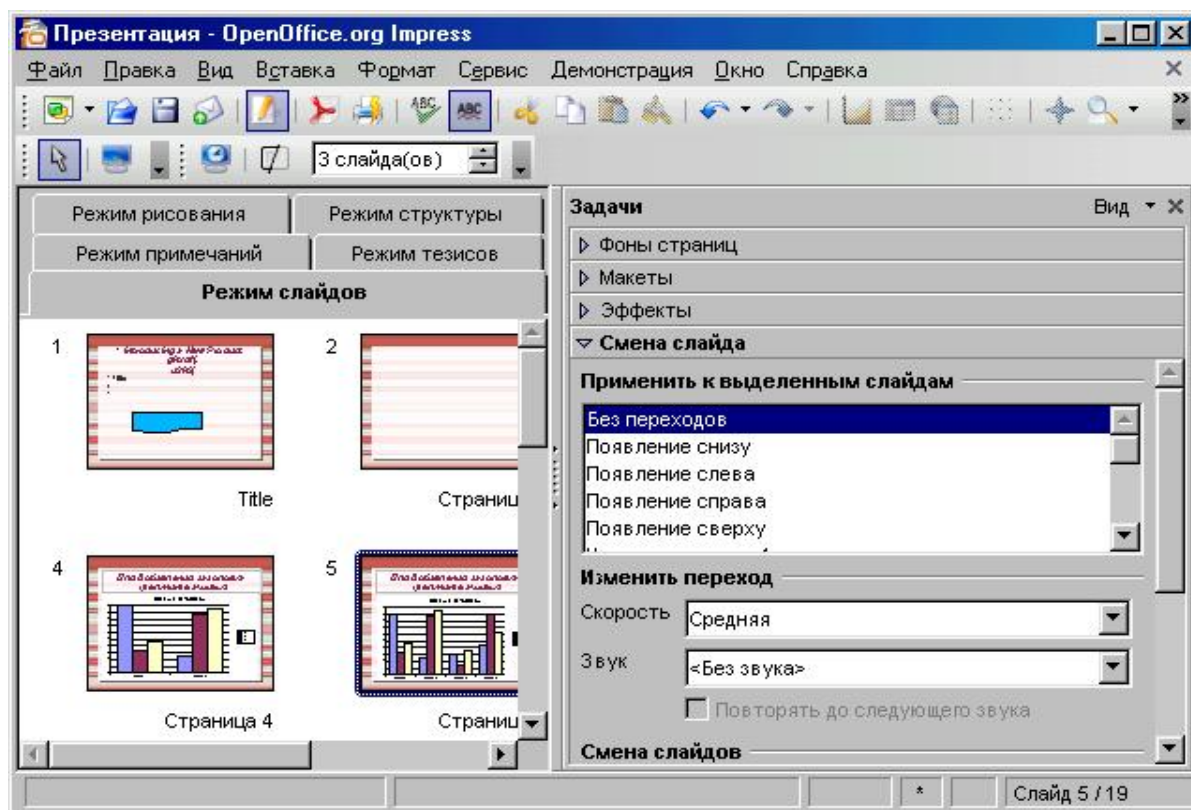 Презентация - OpenOffice.org Impress
Файл Правка Вид Вставка Формат Сервис Демонстрация Окно Справка
ABC ABC
3 слайда(ов)
Режим рисования Режим структуры
Режим примечаний Режим тезисов
Режим слайдов
1 2
Title Страниц
4 5
Страница 4 Страниц
Задачи Вид
Фоны страниц
Макеты
Эффекты
Смена слайда
Применить к выделенным слайдам
Без переходов
Появление снизу
Появление слева
Появление справа
Появление сверху
Изменить переход
Скорость Средняя
Звук <Без звука>
Повторять до следующего звука
Смена слайдов
* Слайд 5 / 19